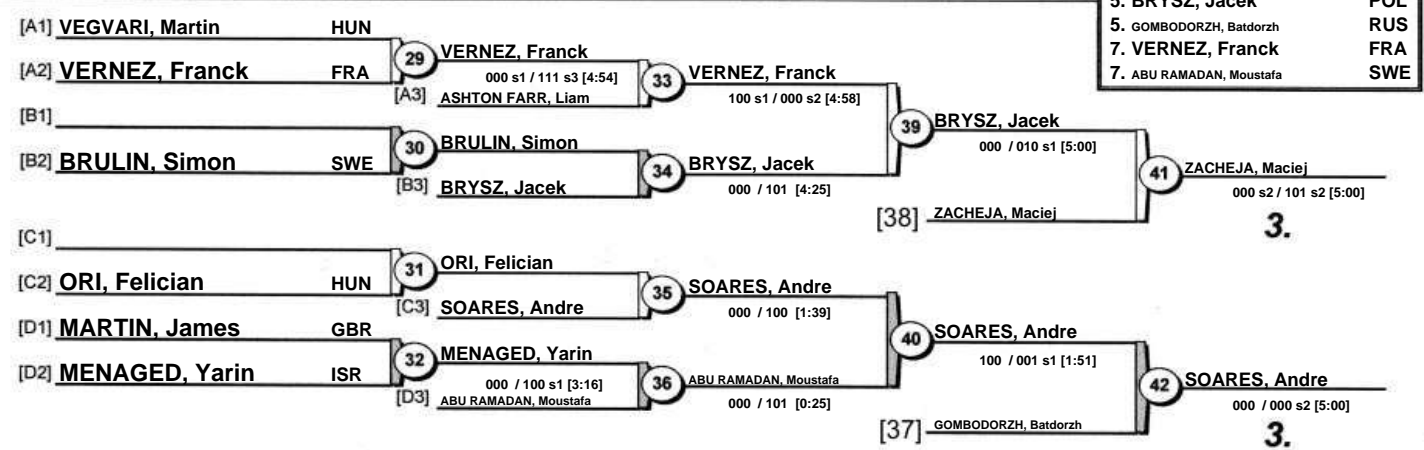 5. BRYSZ, Jacek POL
5. GOMBODORZH, Batdorzh RUS
7. VERNEZ, Franck FRA
7. ABU RAMADAN, Moustafa SWE
[A1] VEGVARI, Martin HUN
[A2] VERNEZ, Franck FRA
29
VERNEZ, Franck
000 s1 / 111 s3 [4:54]
[A3] ASHTON FARR, Liam
33
VERNEZ, Franck
100 s1 / 000 s2 [4:58]
[B1]
[B2] BRULIN, Simon SWE
30
BRULIN, Simon
[B3] BRYSZ, Jacek
34
BRYSZ, Jacek
000 / 101 [4:25]
39
BRYSZ, Jacek
000 / 010 s1 [5:00]
[38] ZACHEJA, Maciej
41
ZACHEJA, Maciej
000 s2 / 101 s2 [5:00]
3.
[C1]
[C2] ORI, Felician HUN
31
ORI, Felician
[C3] SOARES, Andre
35
SOARES, Andre
000 / 100 [1:39]
[D1] MARTIN, James GBR
[D2] MENAGED, Yarin ISR
32
MENAGED, Yarin
000 / 100 s1 [3:16]
[D3] ABU RAMADAN, Moustafa
36
ABU RAMADAN, Moustafa
000 / 101 [0:25]
40
SOARES, Andre
100 / 001 s1 [1:51]
[37] GOMBODORZH, Batdorzh
42
SOARES, Andre
000 / 000 s2 [5:00]
3.